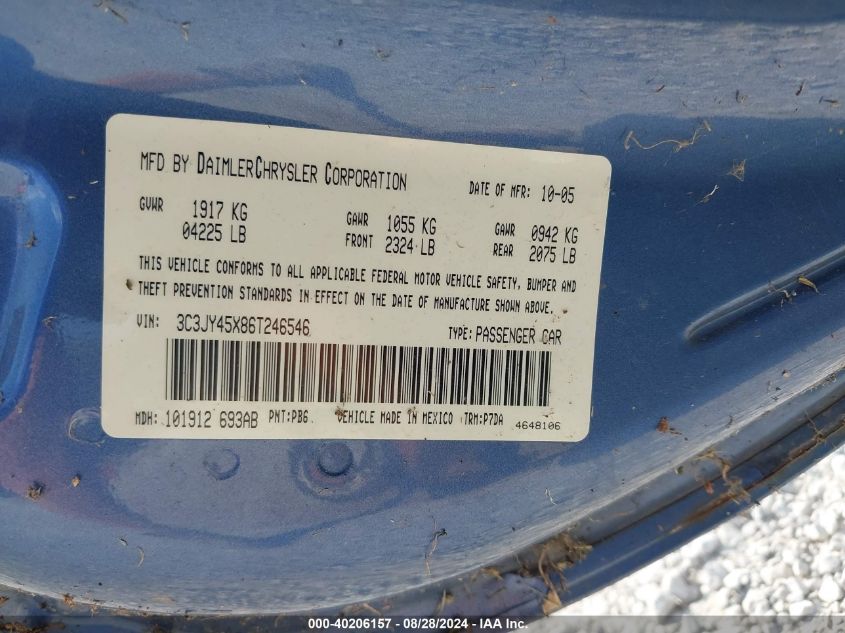 MFD BY DAIMLERCHRYSLER CORPORATION DATE OF MFR: 10-05
GVWR 1917 KG GAWR 1055 KG GAWR 0942 KG
04225 LB FRONT 2324 LB REAR 2075 LB
THIS VEHICLE CONFORMS TO ALL APPLICABLE FEDERAL MOTOR VEHICLE SAFETY, BUMPER AND
THEFT PREVENTION STANDARDS IN EFFECT ON THE DATE OF MANUFACTURE SHOWN ABOVE.
VIN: 3C3JY45X86T246546 TYPE: PASSENGER CAR
MDH: 101912 693AB PNT:PB6 VEHICLE MADE IN MEXICO TRM:P7DA 4648106
000-40206157 - 08/28/2024 - IAA Inc.